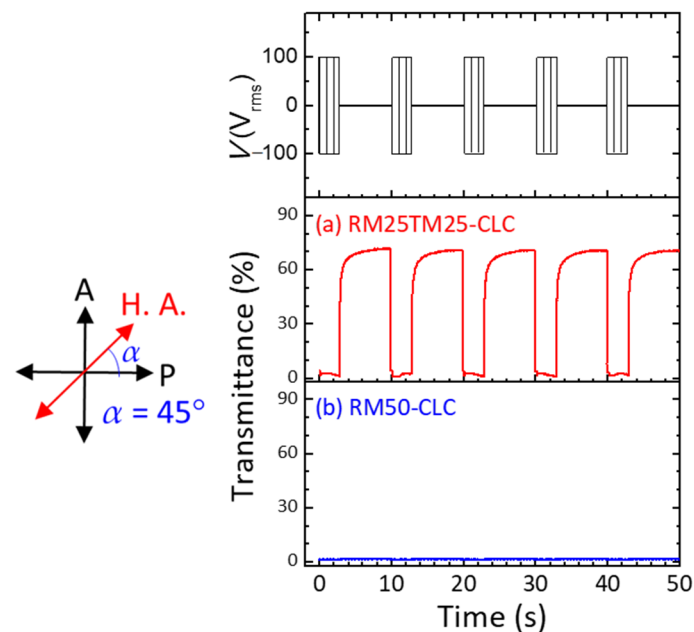 V(Vrms)
100
0
–100
Transmittance (%)
(a) RM25TM25-CLC
90
60
30
0
(b) RM50-CLC
90
60
30
0
0 10 20 30 40 50
Time (s)
A
H. A.
α
P
α = 45°